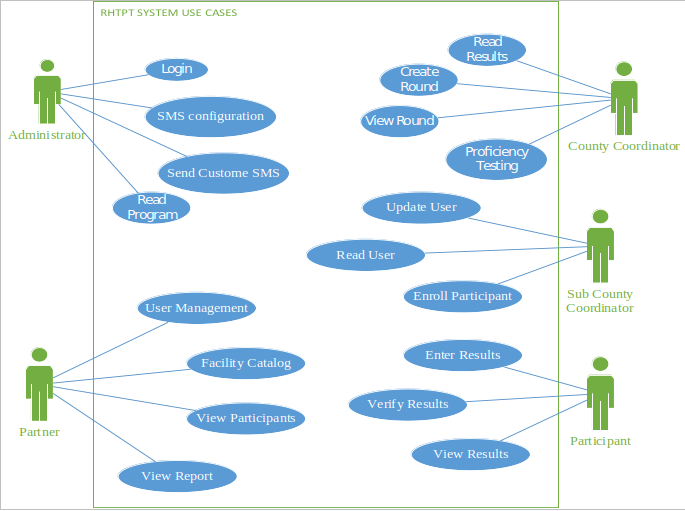 RHTPT SYSTEM USE CASES
Login
SMS configuration
Send Custome SMS
Read
Program
Administrator
Read
Results
Create
Round
View Round
Proficiency
Testing
County Coordinator
Update User
Read User
Enroll Participant
Sub County
Coordinator
User Management
Facility Catalog
View Participants
View Report
Partner
Enter Results
Verify Results
View Results
Participant